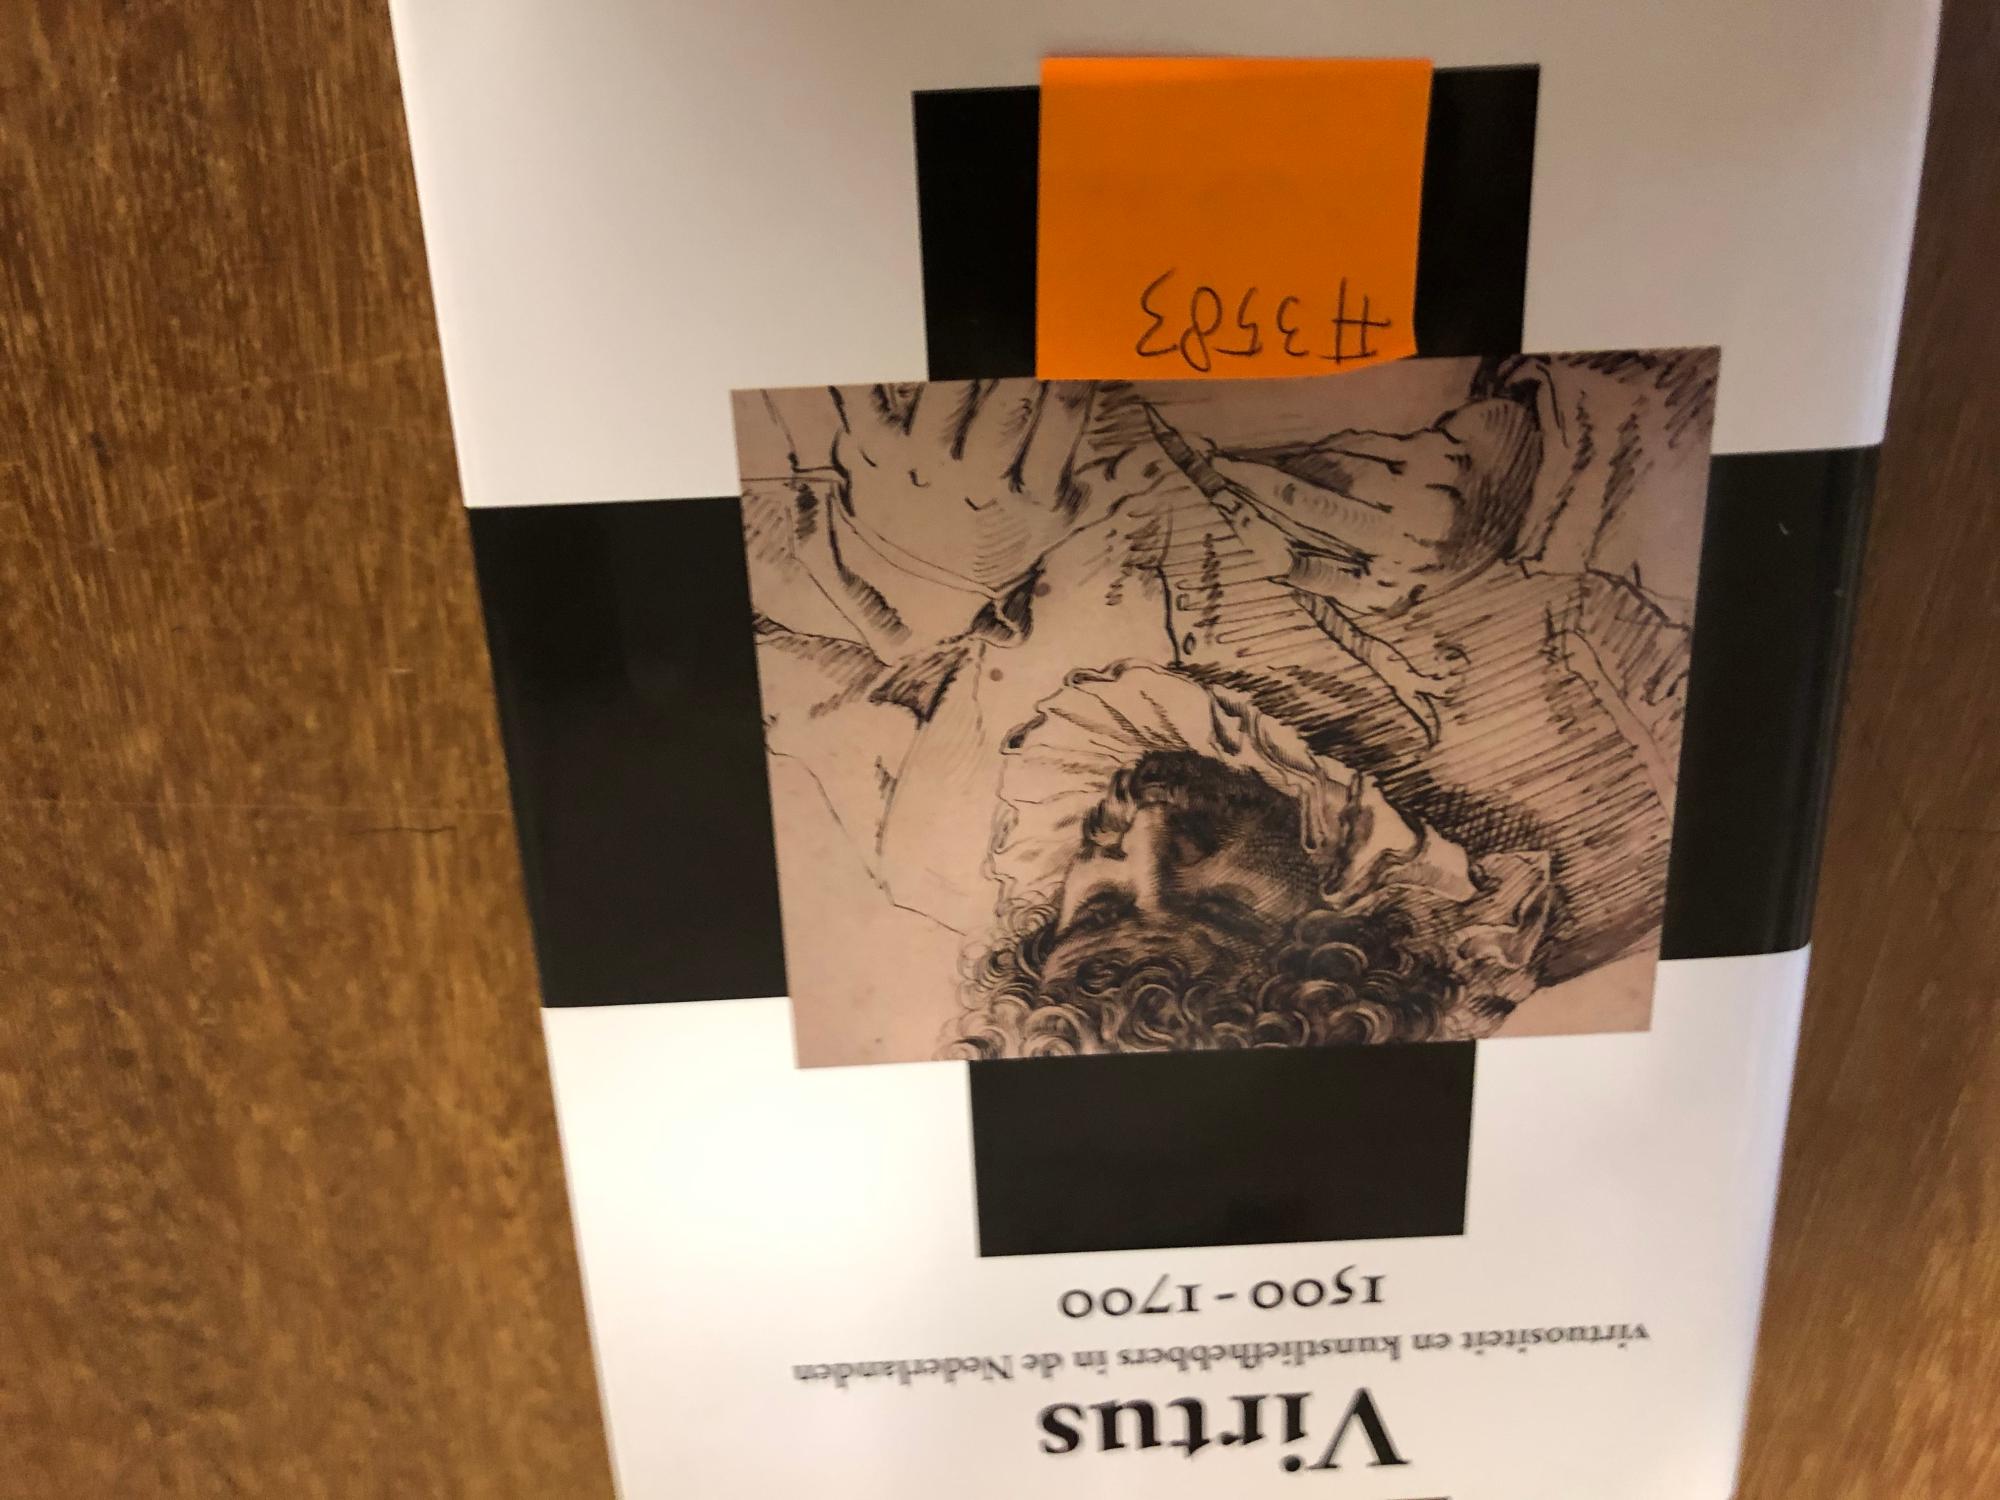 Virtus
virtuositeit en kunstliefhebbers in de Nederlanden
1500 - 1700
#3583